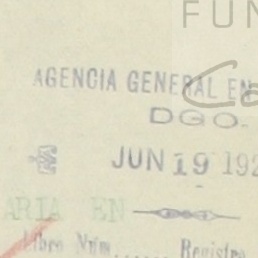 FUN
AGENCIA GENERAL EN
DGO.
JUN 19 192
ARIA EN
Libro Núm...... Registro